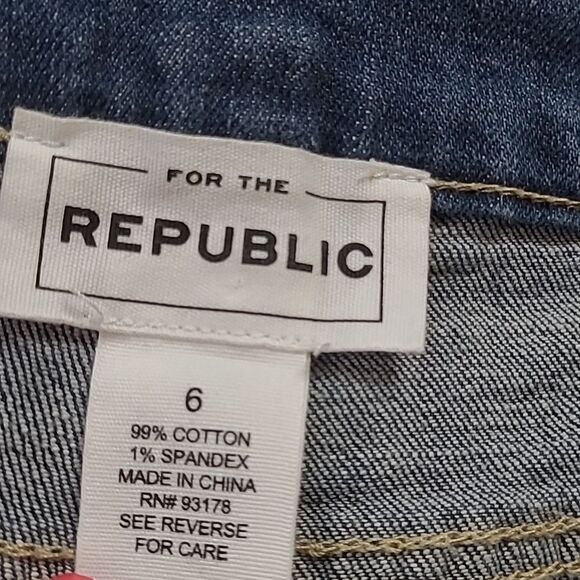 FOR THE
REPUBLIC
6
99% COTTON
1% SPANDEX
MADE IN CHINA
RN# 93178
SEE REVERSE
FOR CARE